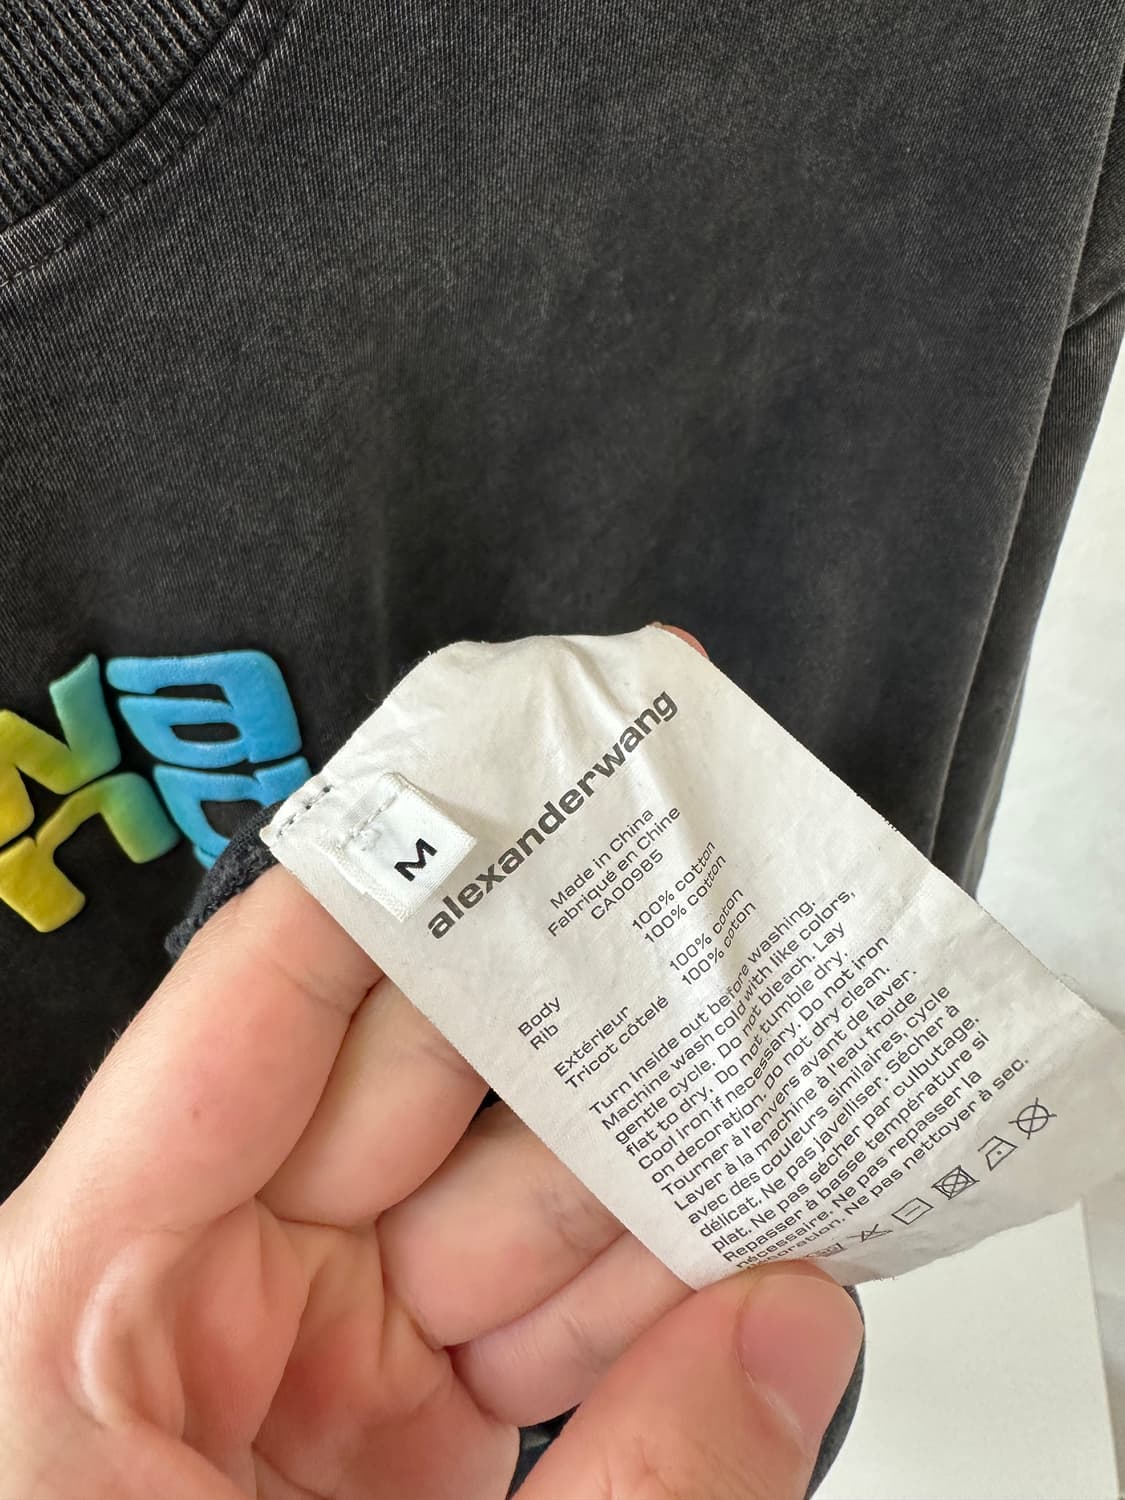 M
alexanderwang
Made in China
Fabriqué en Chine
CA00985
Body 100% cotton
Rib 100% cotton
Extérieur 100% coton
Tricot côtelé 100% coton
Turn inside out before washing.
Machine wash cold with like colors,
gentle cycle. Do not bleach. Lay
flat to dry. Do not tumble dry.
Cool iron if necessary. Do not iron
on decoration. Do not dry clean.
Tourner à l'envers avant de laver.
Laver à la machine à l'eau froide
avec des couleurs similaires, cycle
délicat. Ne pas javelliser. Sécher à
plat. Ne pas sécher par culbutage.
Repasser à basse température si
nécessaire. Ne pas repasser la
décoration. Ne pas nettoyer à sec.